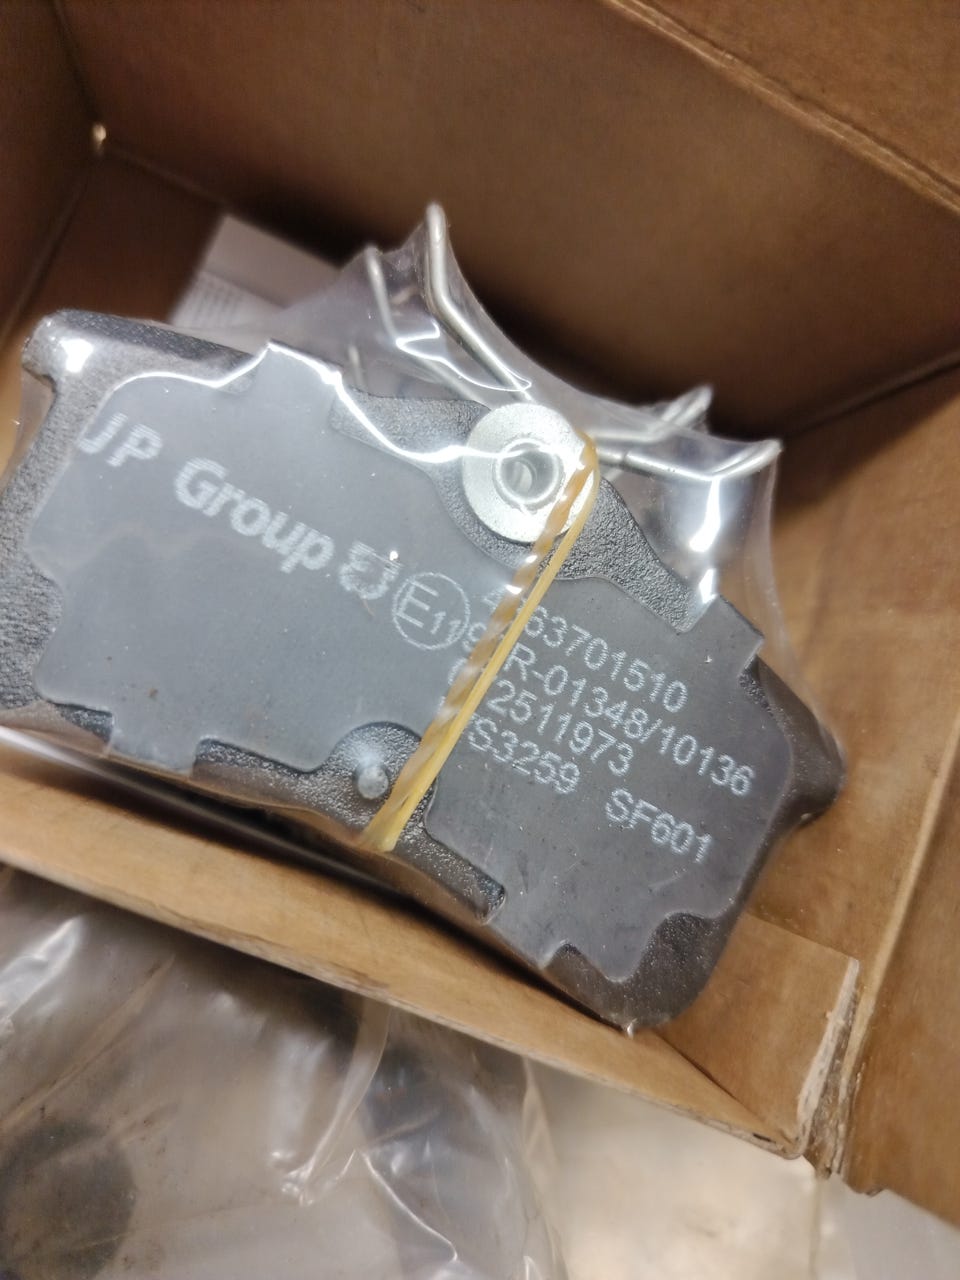 JP Group
E11
63701510
R-01348/10136
2511973
S3259 SF601